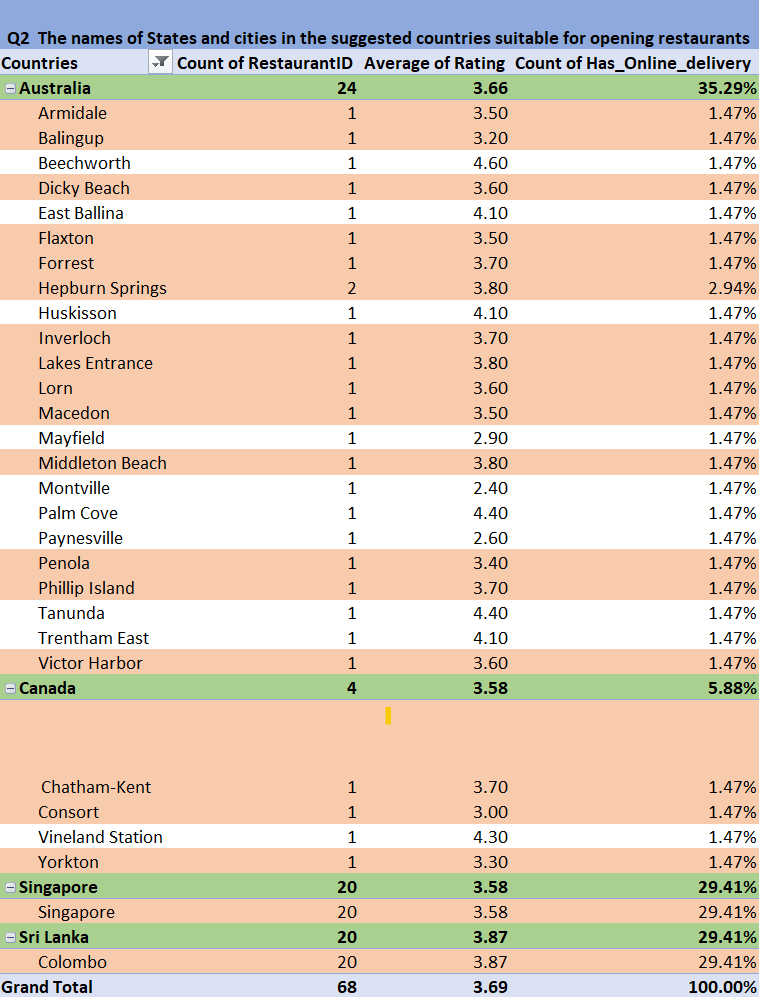 Q2 The names of States and cities in the suggested countries suitable for opening restaurants
Countries Count of RestaurantID Average of Rating Count of Has_Online_delivery
Australia 24 3.66 35.29%
Armidale 1 3.50 1.47%
Balingup 1 3.20 1.47%
Beechworth 1 4.60 1.47%
Dicky Beach 1 3.60 1.47%
East Ballina 1 4.10 1.47%
Flaxton 1 3.50 1.47%
Forrest 1 3.70 1.47%
Hepburn Springs 2 3.80 2.94%
Huskisson 1 4.10 1.47%
Inverloch 1 3.70 1.47%
Lakes Entrance 1 3.80 1.47%
Lorn 1 3.60 1.47%
Macedon 1 3.50 1.47%
Mayfield 1 2.90 1.47%
Middleton Beach 1 3.80 1.47%
Montville 1 2.40 1.47%
Palm Cove 1 4.40 1.47%
Paynesville 1 2.60 1.47%
Penola 1 3.40 1.47%
Phillip Island 1 3.70 1.47%
Tanunda 1 4.40 1.47%
Trentham East 1 4.10 1.47%
Victor Harbor 1 3.60 1.47%
Canada 4 3.58 5.88%
Chatham-Kent 1 3.70 1.47%
Consort 1 3.00 1.47%
Vineland Station 1 4.30 1.47%
Yorkton 1 3.30 1.47%
Singapore 20 3.58 29.41%
Singapore 20 3.58 29.41%
Sri Lanka 20 3.87 29.41%
Colombo 20 3.87 29.41%
Grand Total 68 3.69 100.00%